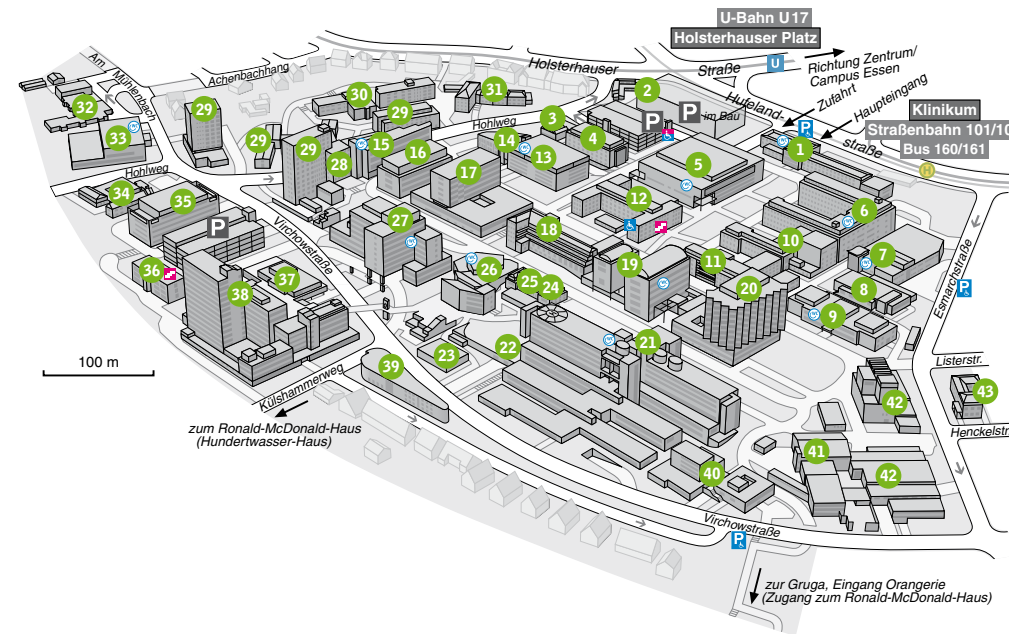 U-Bahn U17
Holsterhauser Platz
U
Richtung Zentrum/
Campus Essen
Holsterhauser
Straße
Hufeland-
straße
Zufahrt
Haupteingang
Klinikum
Straßenbahn 101/10
Bus 160/161
H
Am
Mühlenbach
Achenbachhang
Hohlweg
Hohlweg
P
P
im Bau
P
P
P
P
Virchowstraße
Esmarchstraße
Listerstr.
Henckelstr.
Külshammerweg
zum Ronald-McDonald-Haus
(Hundertwasser-Haus)
100 m
Virchowstraße
zur Gruga, Eingang Orangerie
(Zugang zum Ronald-McDonald-Haus)
1
2
3
4
5
6
7
8
9
10
11
12
13
14
15
16
17
18
19
20
21
22
23
24
25
26
27
28
29
29
29
29
30
31
32
33
34
35
36
37
38
39
40
41
42
42
43